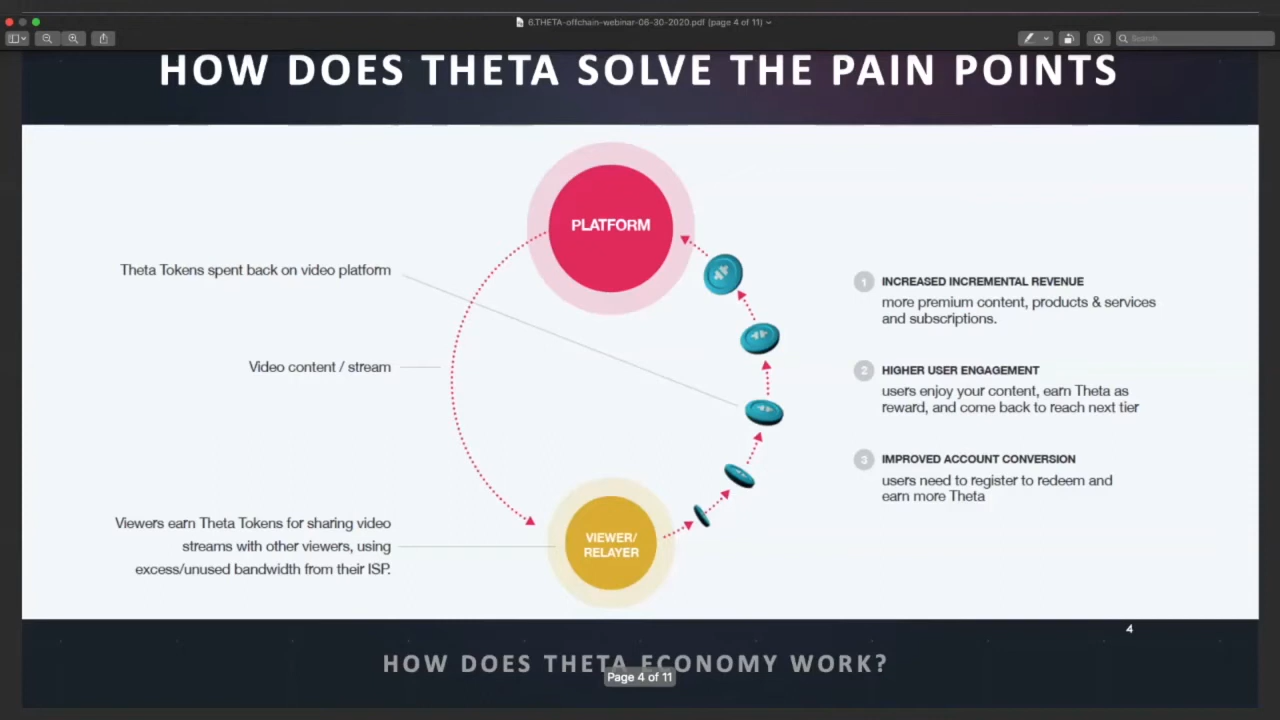 6.THETA-offchain-webinar-06-30-2020.pdf (page 4 of 11)
Search
HOW DOES THETA SOLVE THE PAIN POINTS
PLATFORM
Theta Tokens spent back on video platform
Video content / stream
Viewers earn Theta Tokens for sharing video
streams with other viewers, using
excess/unused bandwidth from their ISP.
VIEWER/
RELAYER
1 INCREASED INCREMENTAL REVENUE
more premium content, products & services
and subscriptions.
2 HIGHER USER ENGAGEMENT
users enjoy your content, earn Theta as
reward, and come back to reach next tier
3 IMPROVED ACCOUNT CONVERSION
users need to register to redeem and
earn more Theta
4
HOW DOES THETA ECONOMY WORK?
Page 4 of 11